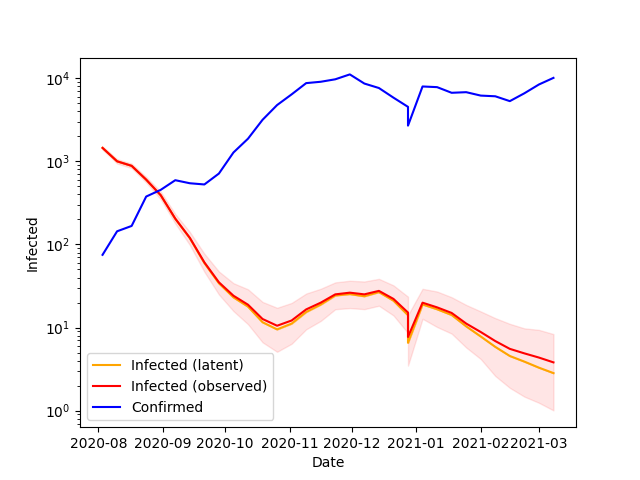 Infected
10^4
10^3
10^2
10^1
10^0
Infected (latent)
Infected (observed)
Confirmed
2020-08 2020-09 2020-10 2020-11 2020-12 2021-01 2021-02 2021-03
Date